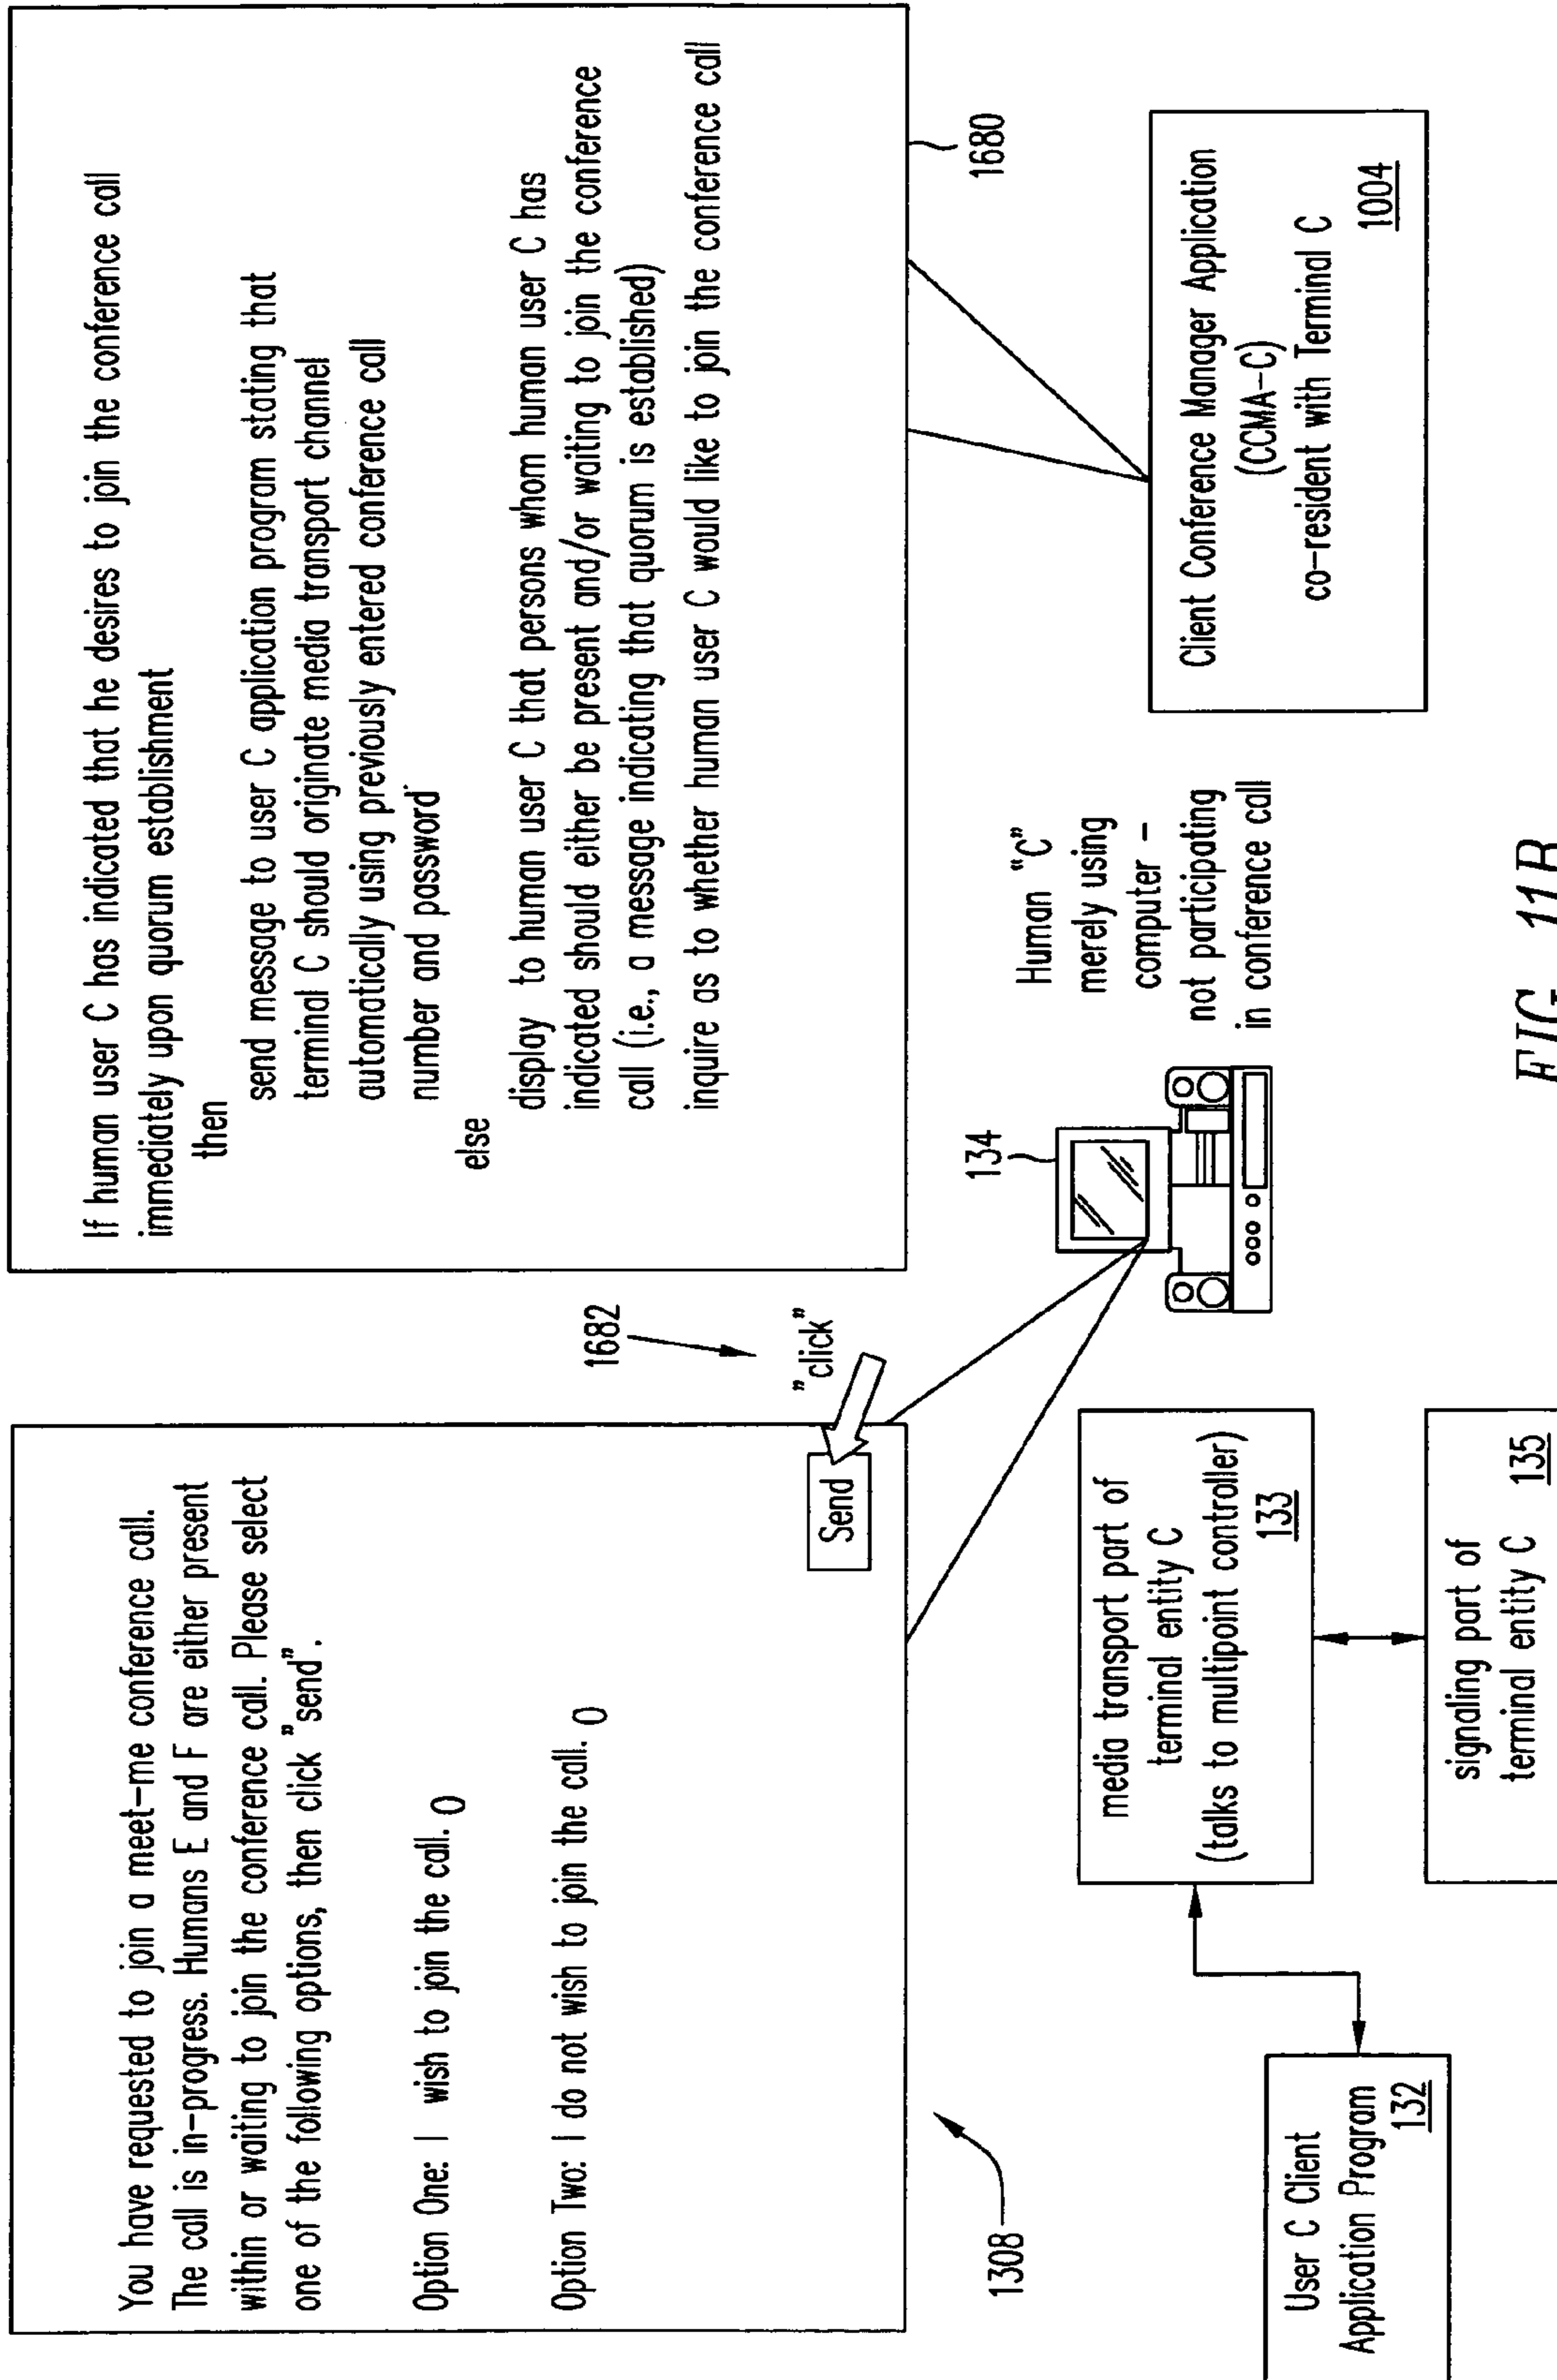 You have requested to join a meet-me conference call.
The call is in-progress. Humans E and F are either present
within or waiting to join the conference call. Please select
one of the following options, then click "send".
Option One: I wish to join the call. O
Option Two: I do not wish to join the call. O
Send
"click"
1682
1308
If human user C has indicated that he desires to join the conference call
immediately upon quorum establishment
then
send message to user C application program stating that
terminal C should originate media transport channel
automatically using previously entered conference call
number and password
else
display to human user C that persons whom human user C has
indicated should either be present and/or waiting to join the conference
call (i.e., a message indicating that quorum is established)
inquire as to whether human user C would like to join the conference call
1680
134
Human "C"
merely using
computer -
not participating
in conference call
User C Client
Application Program
132
media transport part of
terminal entity C
(talks to multipoint controller)
133
signaling part of
terminal entity C 135
Client Conference Manager Application
(CCMA-C)
co-resident with Terminal C
1004
FIG. 11B